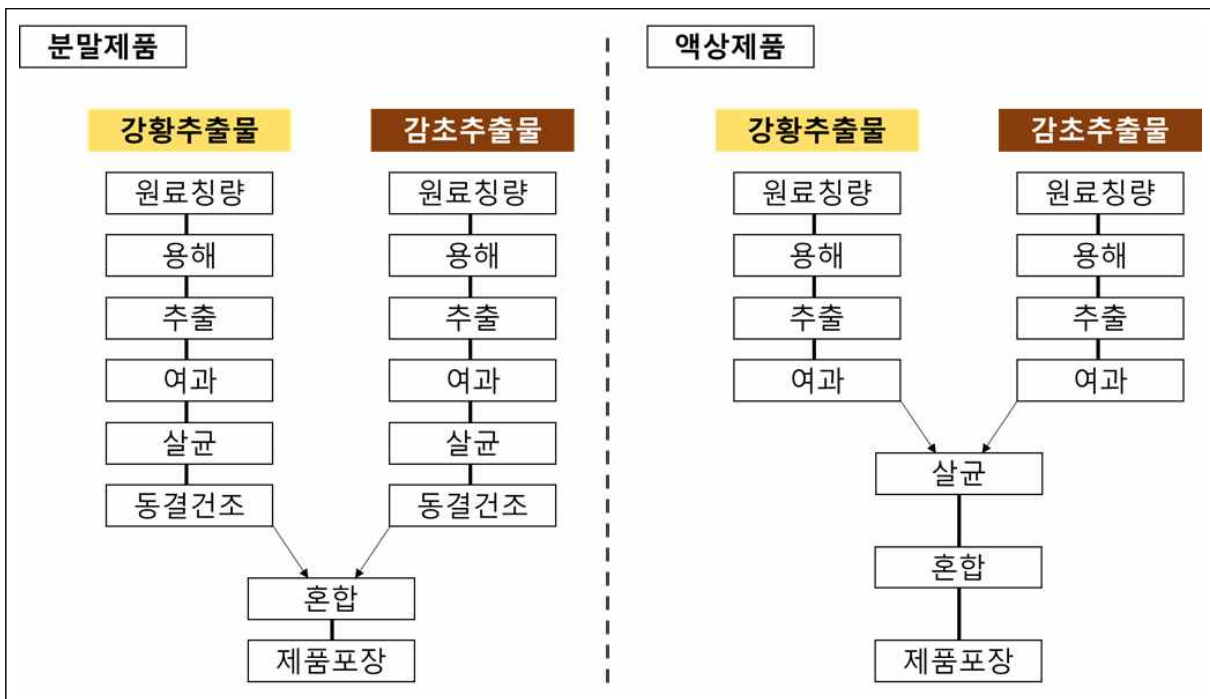 분말제품
강황추출물
감초추출물
원료칭량
원료칭량
용해
용해
추출
추출
여과
여과
살균
살균
동결건조
동결건조
혼합
제품포장
액상제품
강황추출물
감초추출물
원료칭량
원료칭량
용해
용해
추출
추출
여과
여과
살균
혼합
제품포장